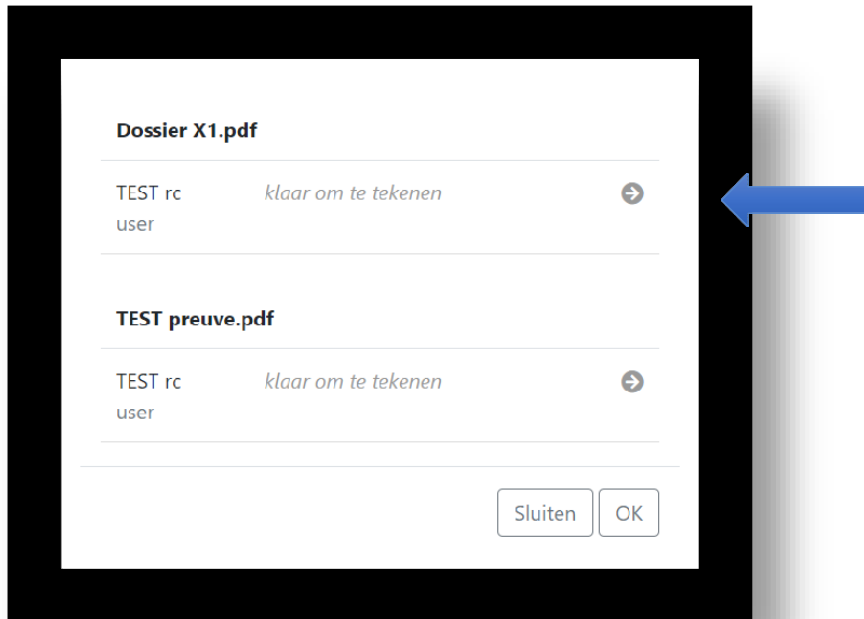 Dossier X1.pdf
TEST rc klaar om te tekenen
user
TEST preuve.pdf
TEST rc klaar om te tekenen
user
Sluiten OK